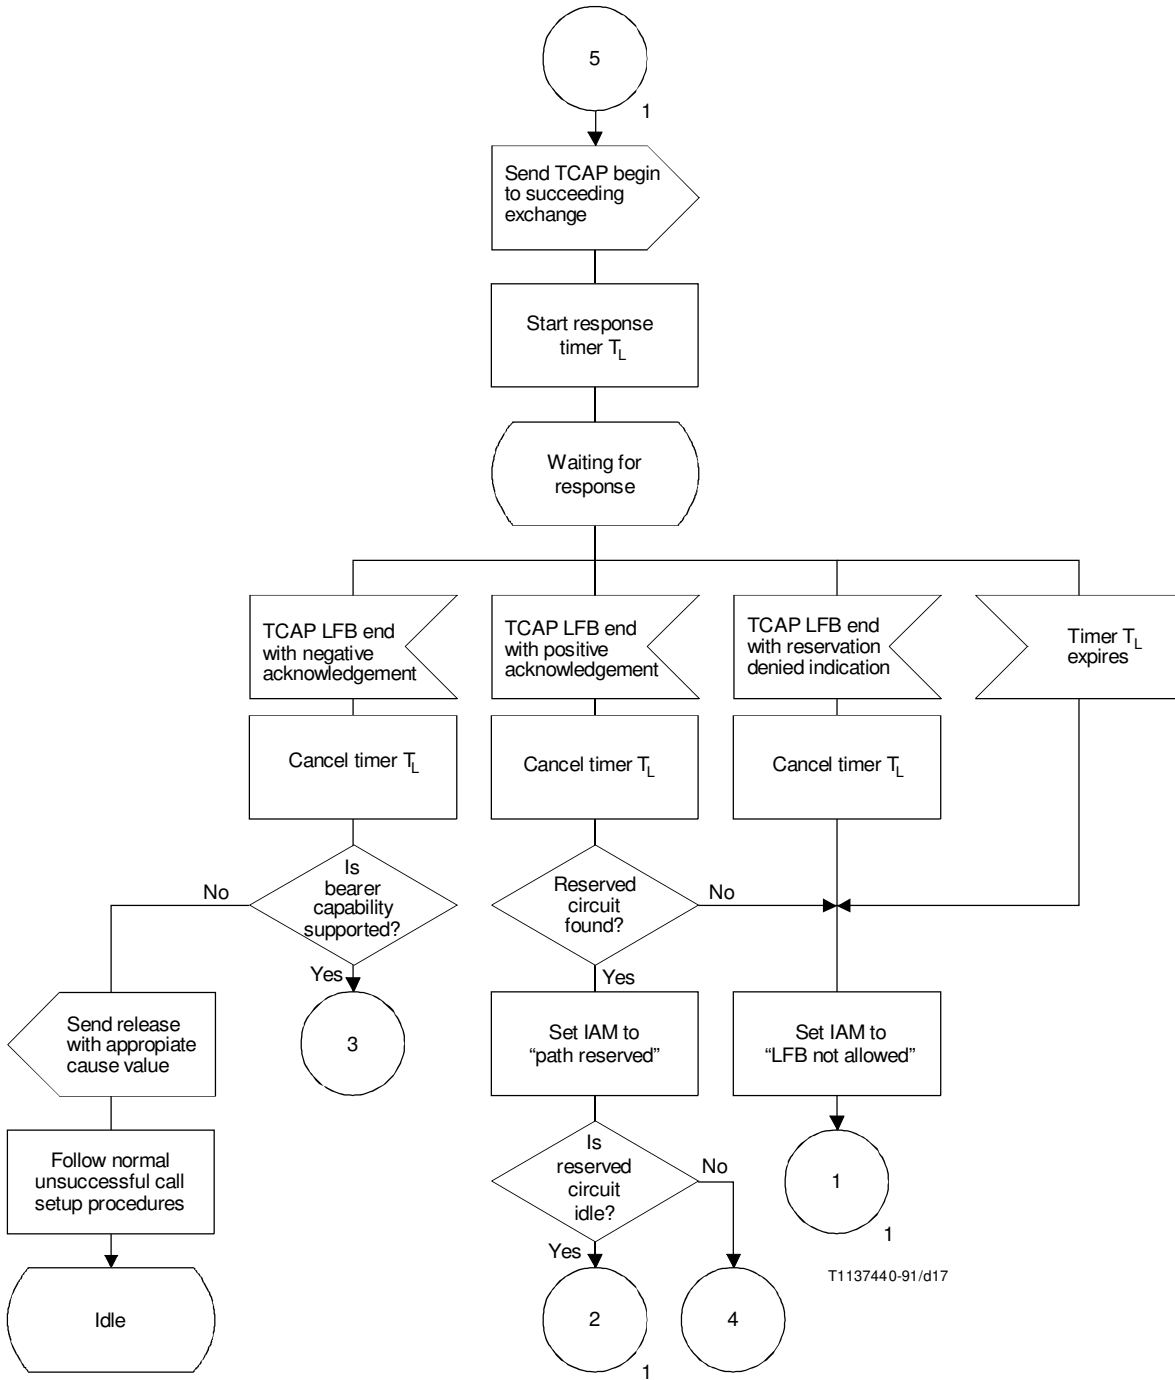 5
1
Send TCAP begin
to succeeding
exchange
Start response
timer TL
Waiting for
response
TCAP LFB end
with negative
acknowledgement
TCAP LFB end
with positive
acknowledgement
TCAP LFB end
with reservation
denied indication
Timer TL
expires
Cancel timer TL
Cancel timer TL
Cancel timer TL
Is
bearer
capability
supported?
No
Yes
Reserved
circuit
found?
No
Yes
Send release
with appropiate
cause value
3
Set IAM to
“path reserved”
Set IAM to
“LFB not allowed”
Follow normal
unsuccessful call
setup procedures
Is
reserved
circuit
idle?
No
Yes
1
1
Idle
2
1
4
T1137440-91/d17